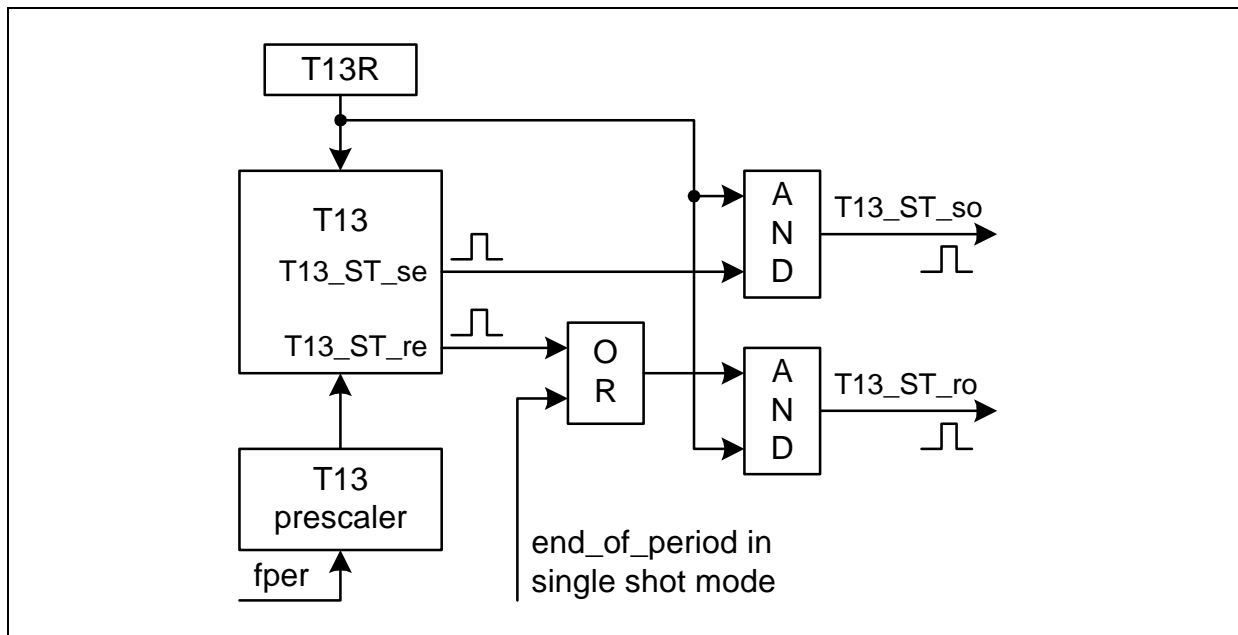 T13R
T13
T13_ST_se
T13_ST_re
T13
prescaler
fper
O
R
end_of_period in
single shot mode
A
N
D
T13_ST_so
A
N
D
T13_ST_ro